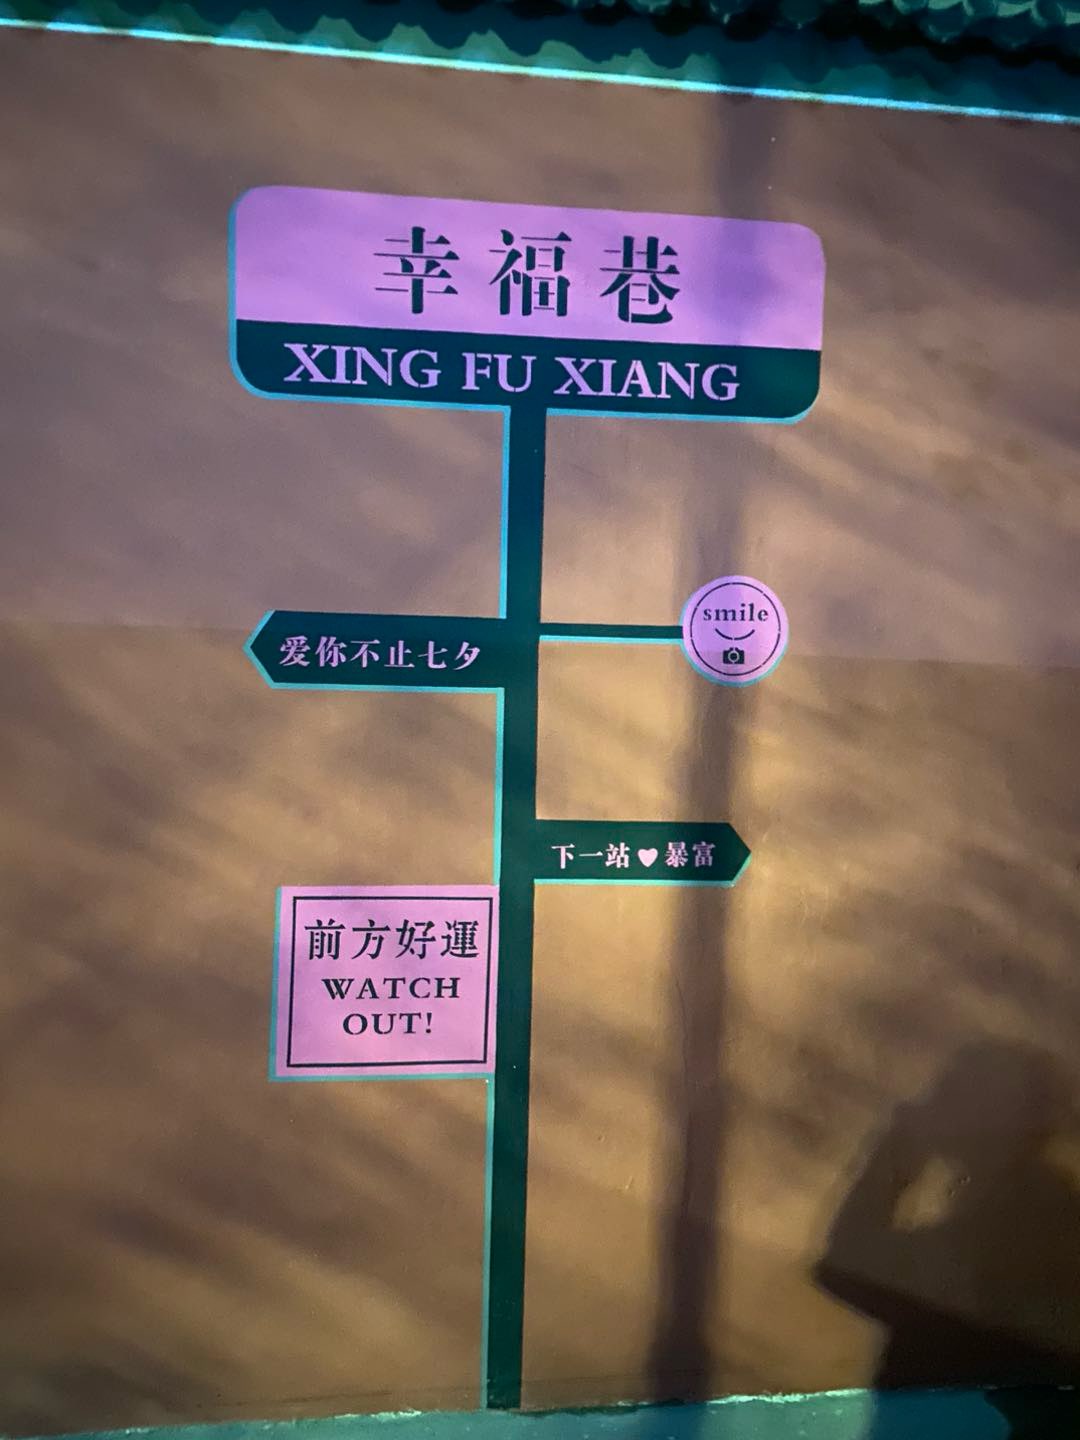 幸福巷
XING FU XIANG
爱你不止七夕
smile
下一站♥暴富
前方好運
WATCH
OUT!